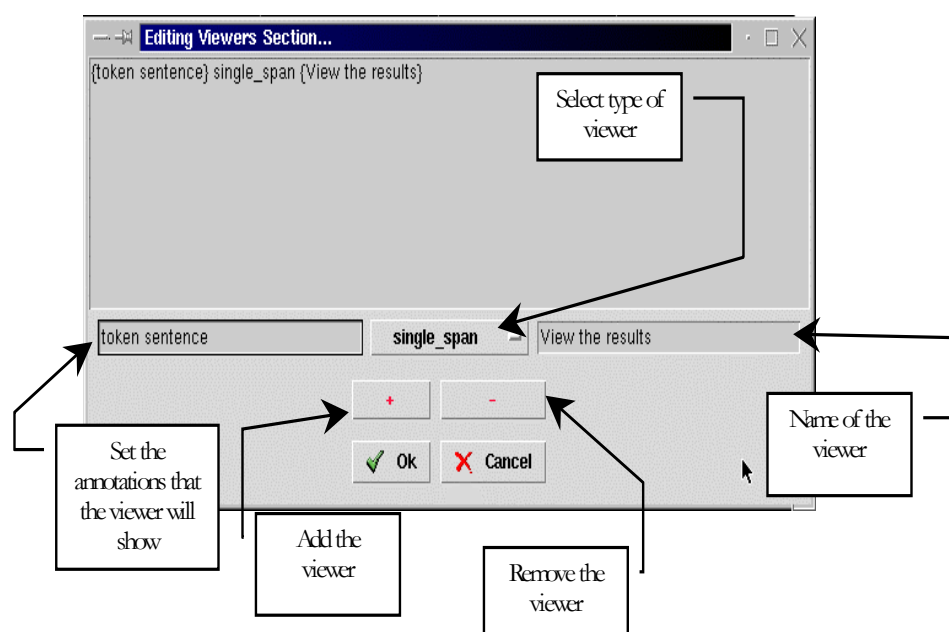 Editing Viewers Section...
{token sentence} single_span {View the results}
Select type of
viewer
token sentence
single_span
View the results
+
-
Name of the
viewer
Set the
annotations that
the viewer will
show
Ok
Cancel
Add the
viewer
Remove the
viewer